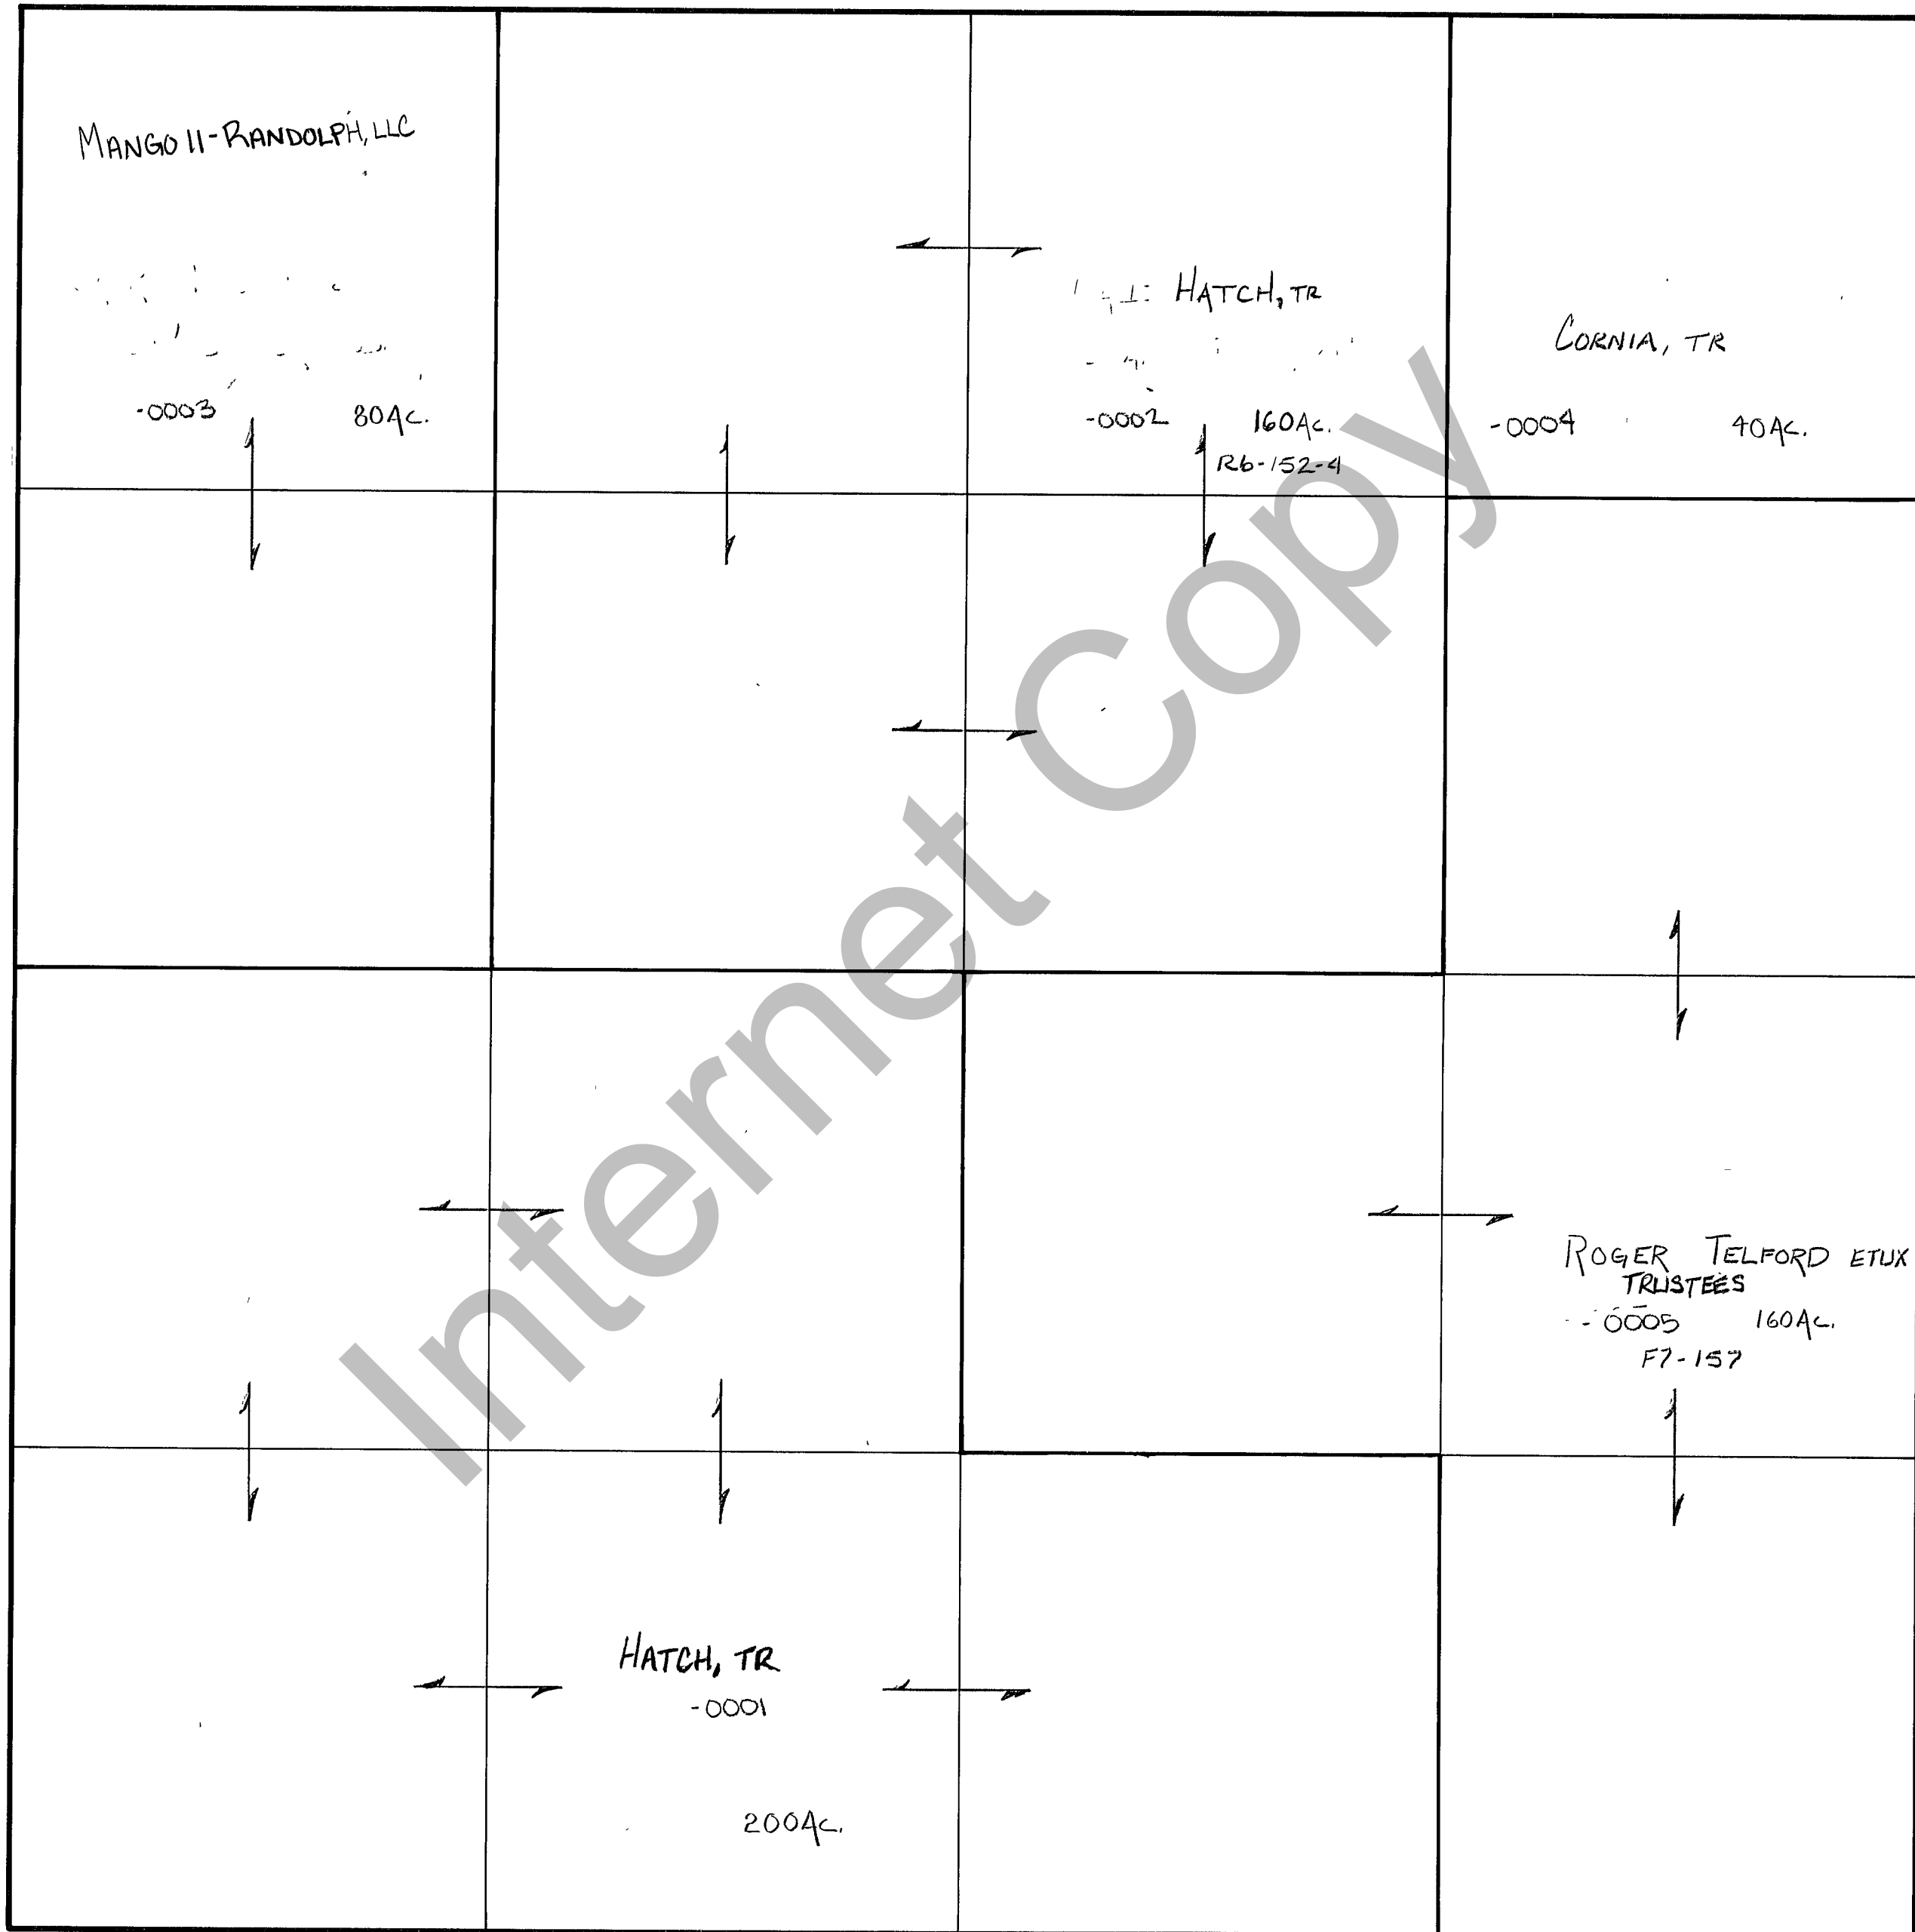 MANGO II-RANDOLPH, LLC
-0003 80AC.
HATCH, TR
-0002 160AC.
R6-152-4
CORNIA, TR
-0004 40AC.
Internet Copy
ROGER TELFORD ETUX
TRUSTEES
-0005 160AC.
F7-157
HATCH, TR
-0001
200AC.